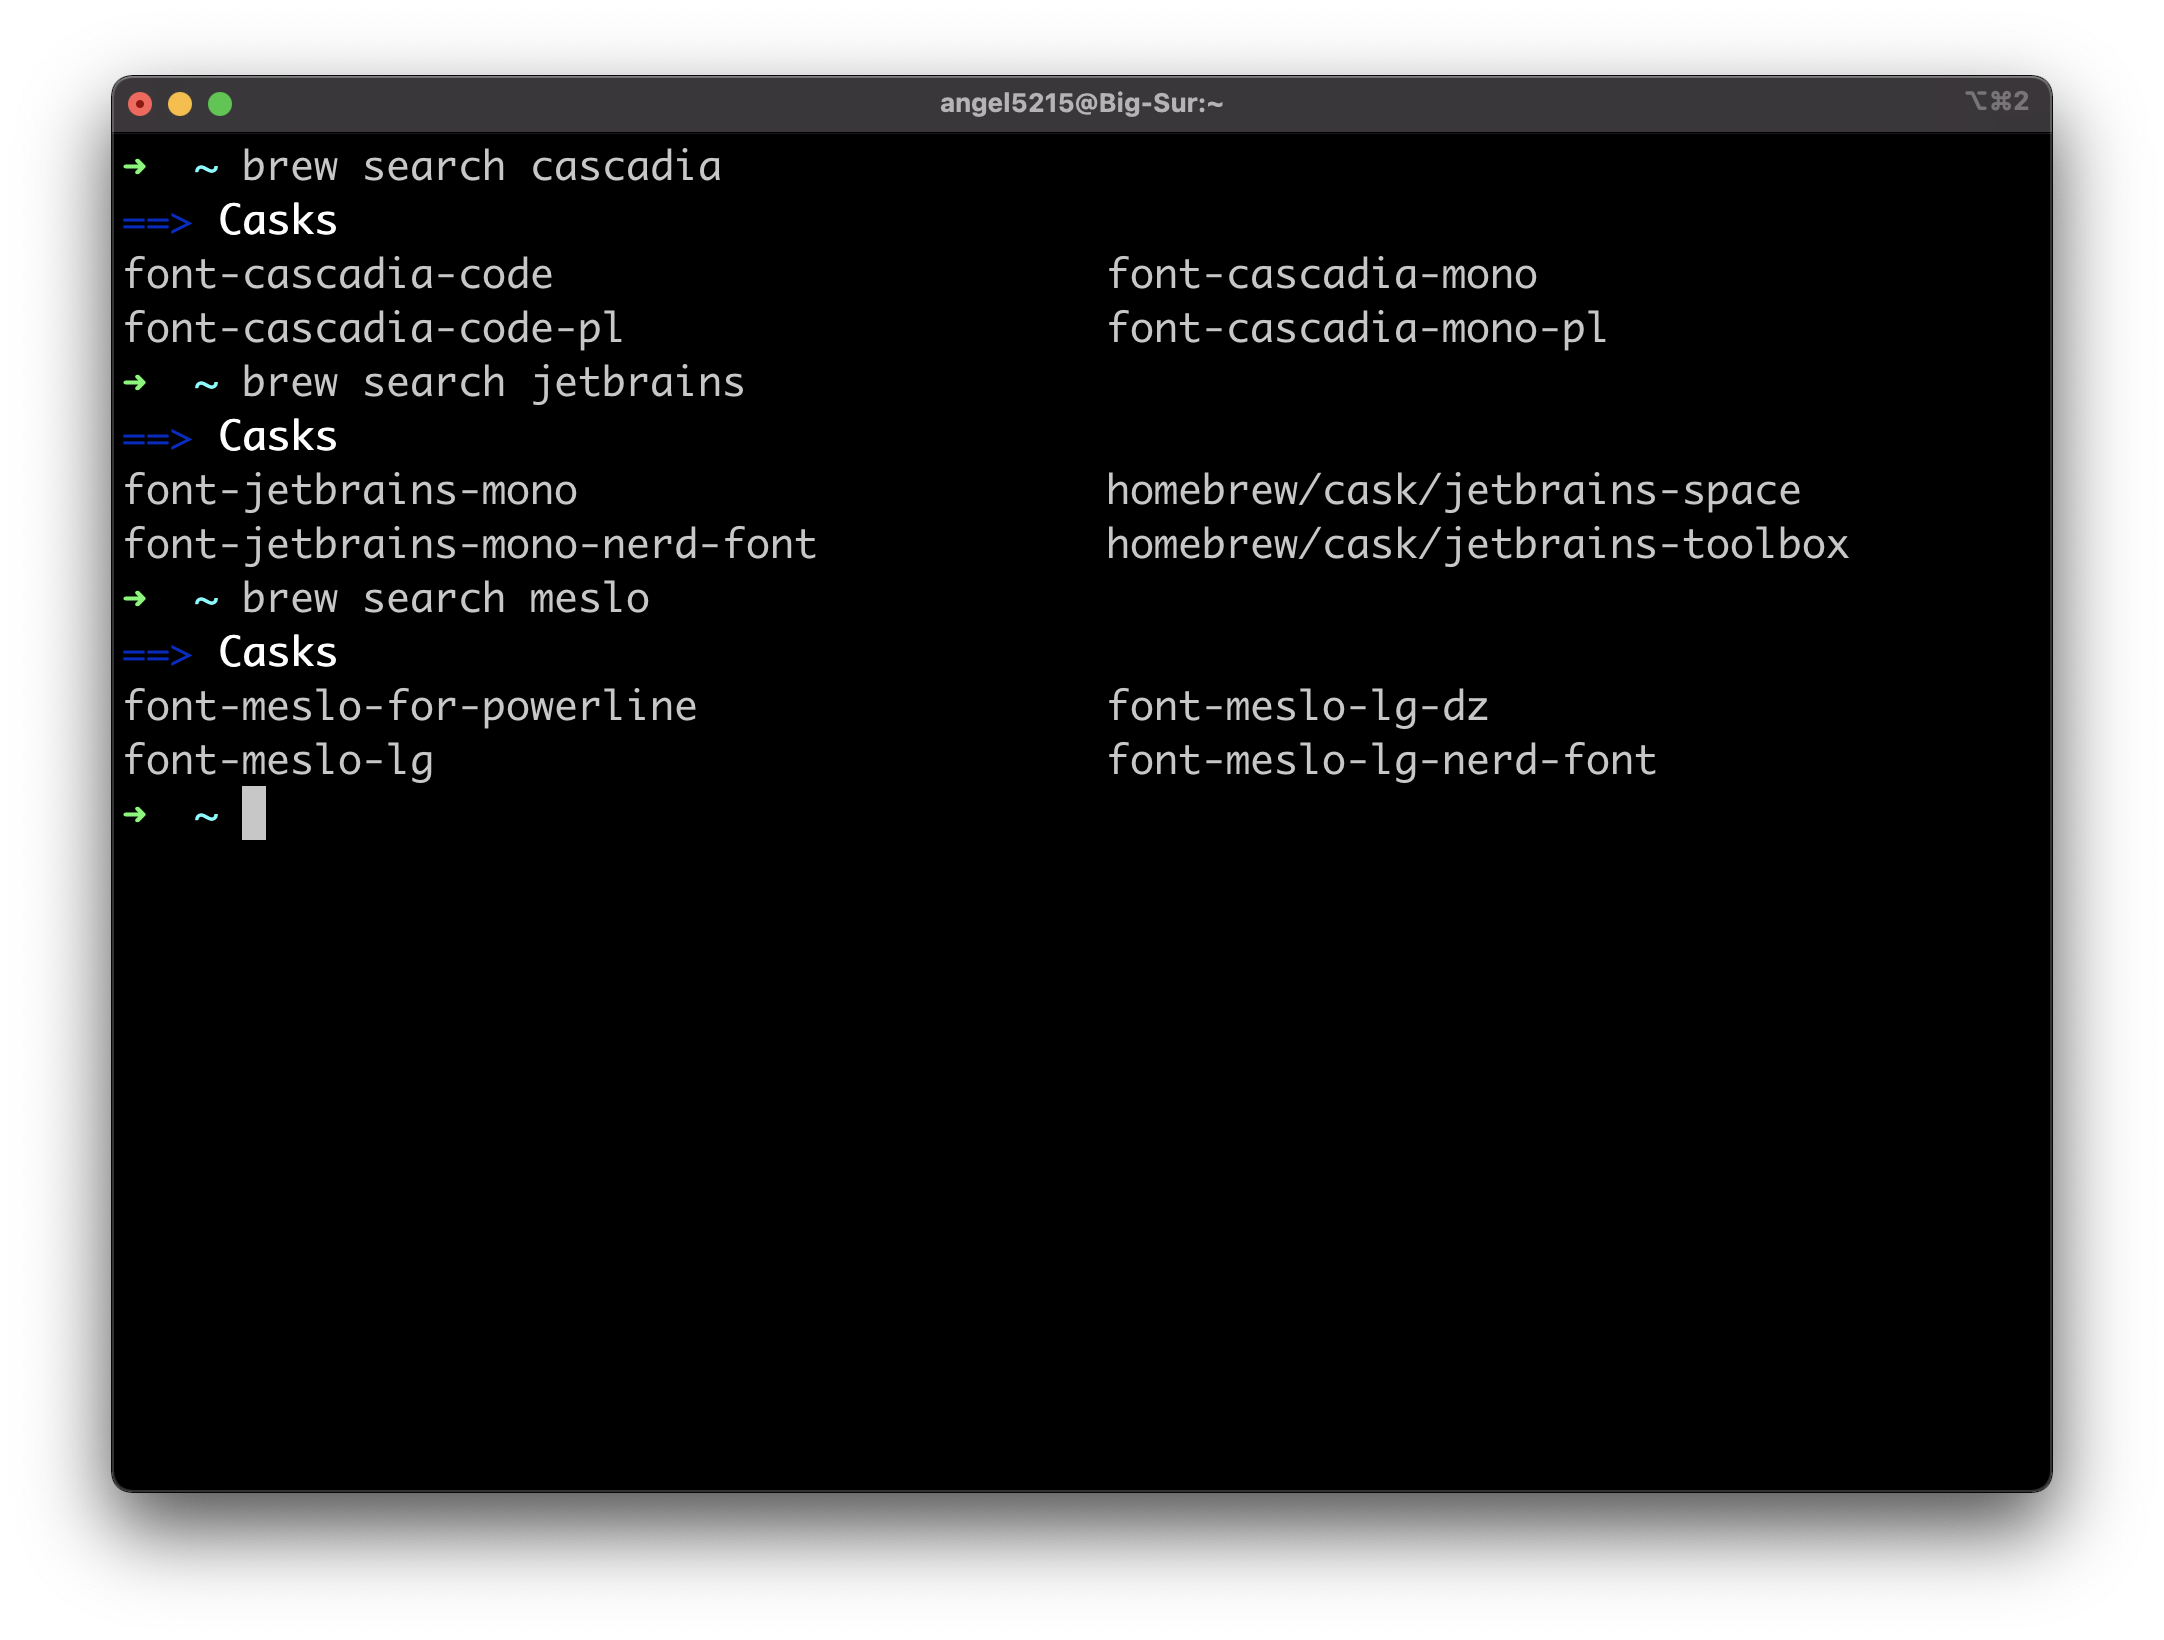 angel5215@Big-Sur:~ ⌥⌘2
➜  ~ brew search cascadia
==> Casks
font-cascadia-code font-cascadia-mono
font-cascadia-code-pl font-cascadia-mono-pl
➜  ~ brew search jetbrains
==> Casks
font-jetbrains-mono homebrew/cask/jetbrains-space
font-jetbrains-mono-nerd-font homebrew/cask/jetbrains-toolbox
➜  ~ brew search meslo
==> Casks
font-meslo-for-powerline font-meslo-lg-dz
font-meslo-lg font-meslo-lg-nerd-font
➜  ~